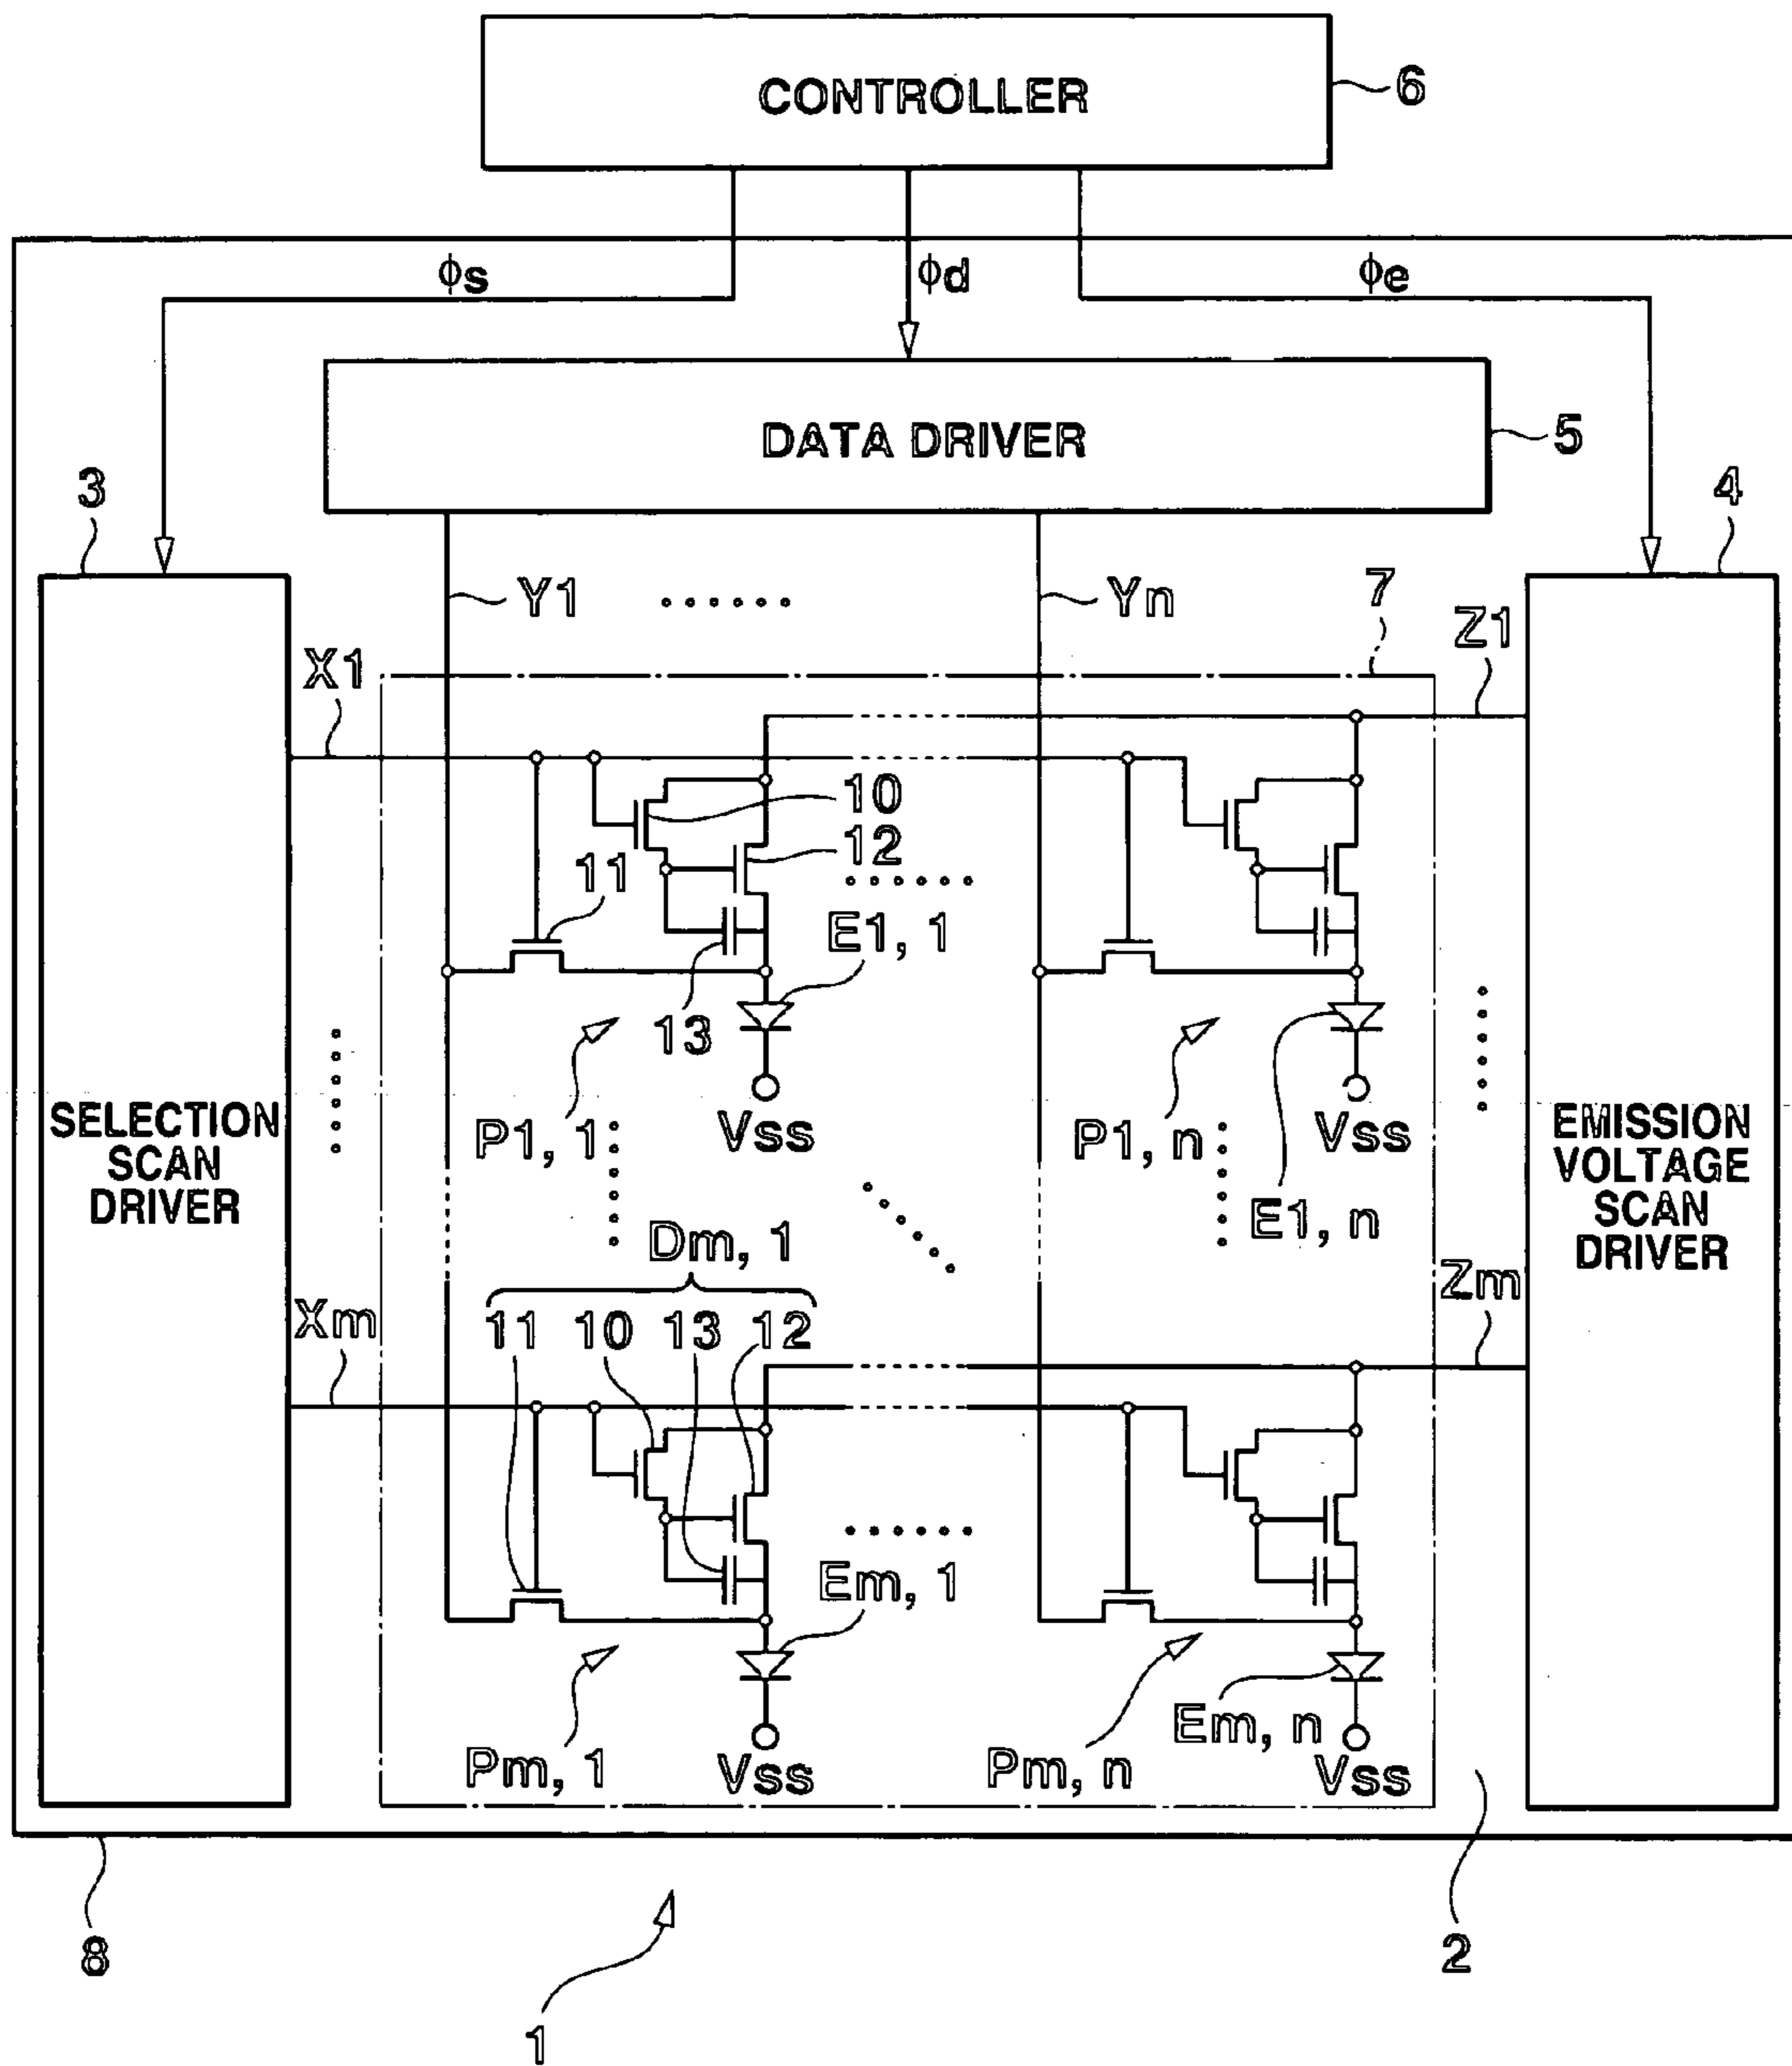 CONTROLLER
6
ϕs
ϕd
ϕe
DATA DRIVER
5
3
4
Y1
Yn
7
Z1
X1
10
12
11
E1, 1
13
P1, 1
VSS
P1, n
VSS
SELECTION
SCAN
DRIVER
EMISSION
VOLTAGE
SCAN
DRIVER
E1, n
Dm, 1
Zm
Xm
11
10
13
12
Em, 1
Em, n
Pm, 1
VSS
Pm, n
VSS
8
2
1